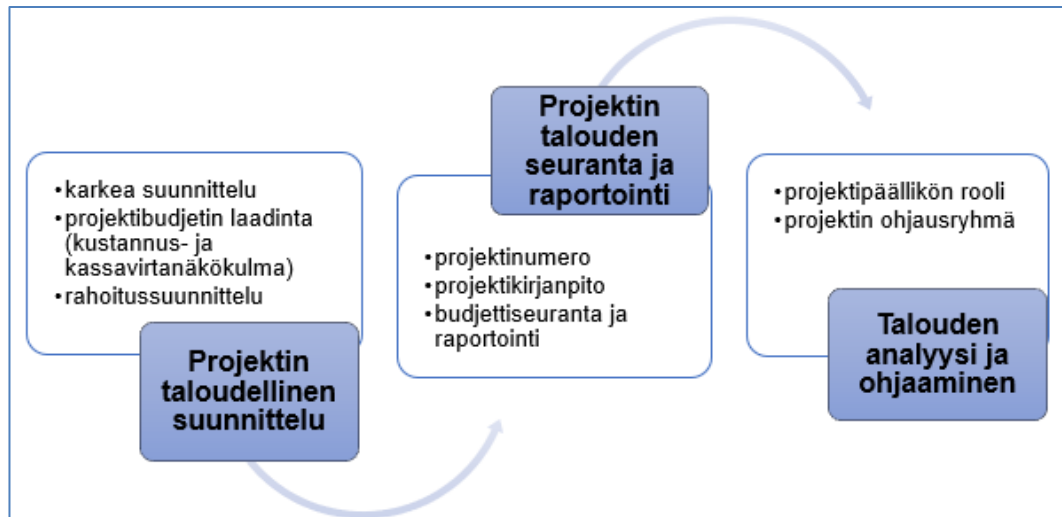 •karkea suunnittelu
•projektibudjetin laadinta
(kustannus- ja
kassavirtanäkökulma)
•rahoitussuunnittelu
Projektin
taloudellinen
suunnittelu
Projektin
talouden
seuranta ja
raportointi
•projektinumero
•projektikirjanpito
•budjettiseuranta ja
raportointi
•projektipäällikön rooli
•projektin ohjausryhmä
Talouden
analyysi ja
ohjaaminen